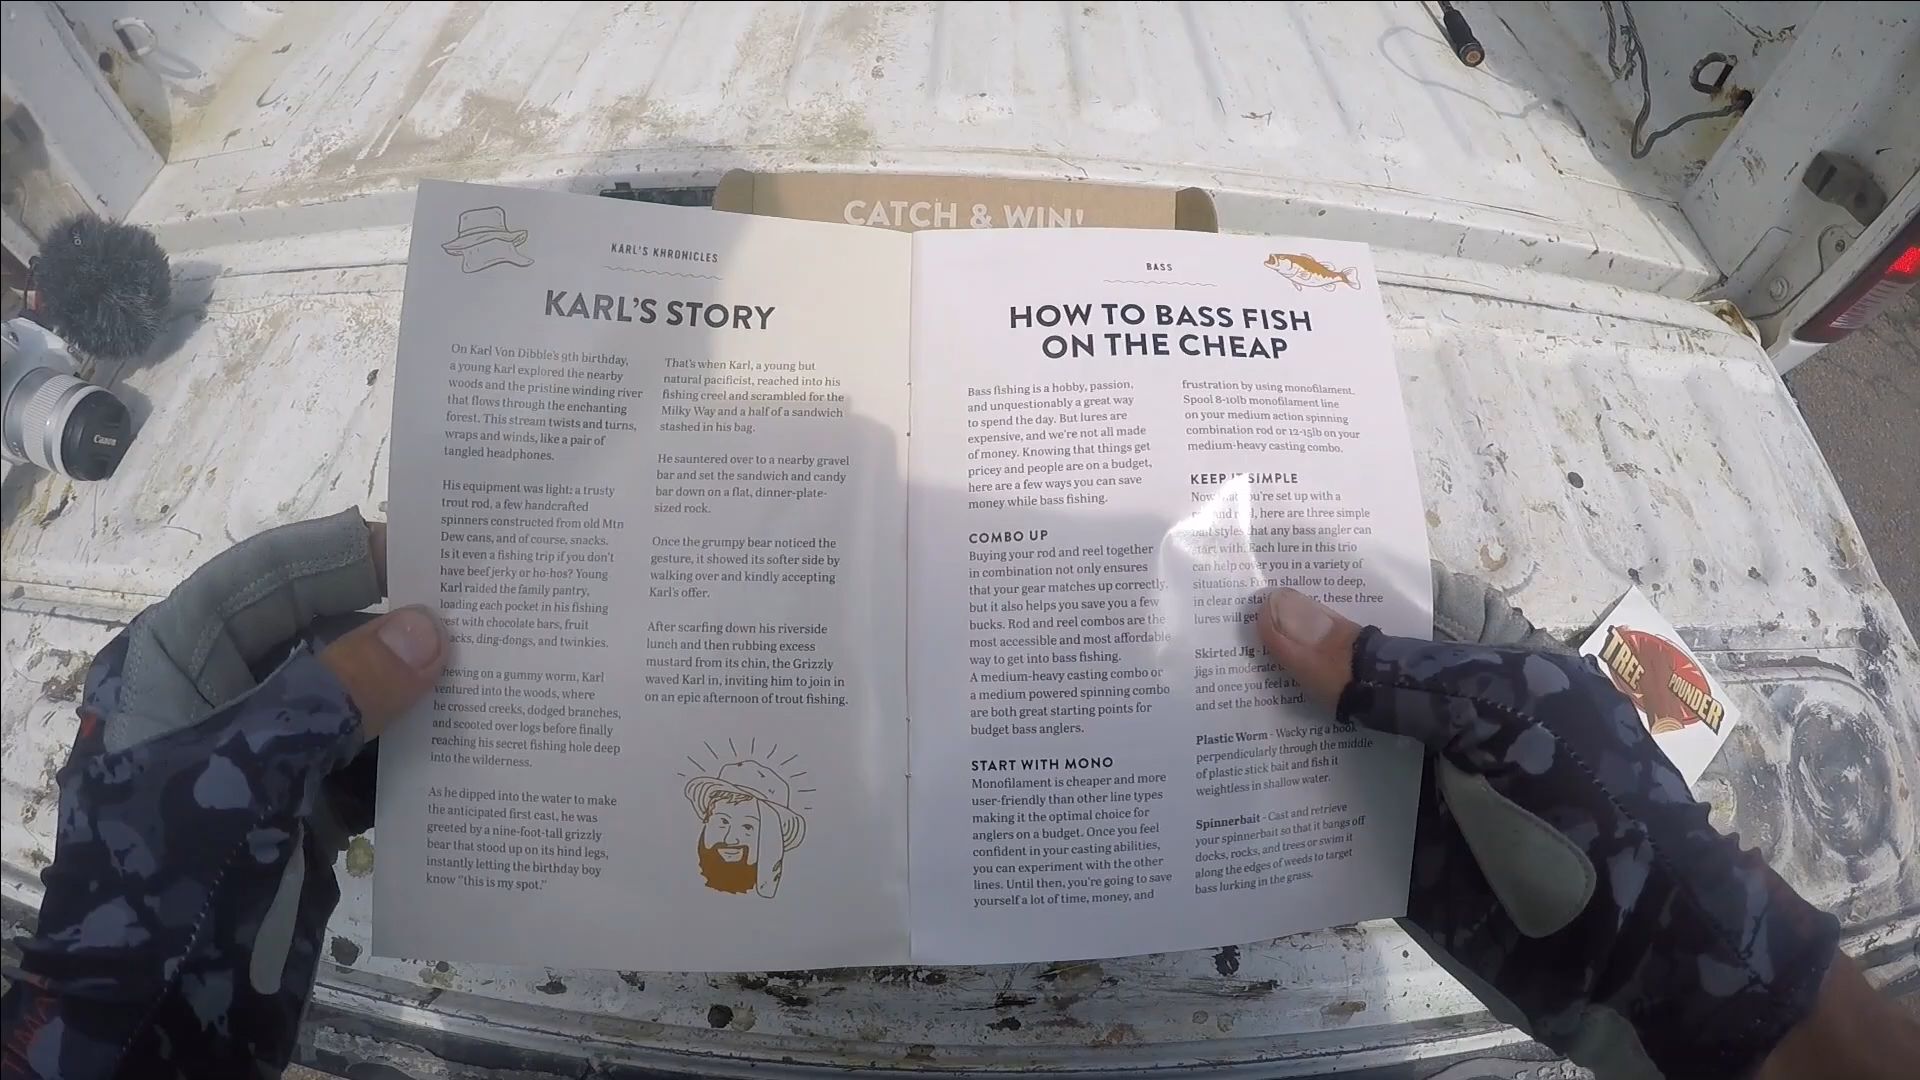 CATCH & WIN!
KARL'S KHRONICLES
KARL'S STORY
On Karl Von Dibble's 9th birthday,
a young Karl explored the nearby
woods and the pristine winding river
that flows through the enchanting
forest. This stream twists and turns,
wraps and winds, like a pair of
tangled headphones.
His equipment was light: a trusty
trout rod, a few handcrafted
spinners constructed from old Mtn
Dew cans, and of course, snacks.
Is it even a fishing trip if you don't
have beef jerky or ho-hos? Young
Karl raided the family pantry,
loading each pocket in his fishing
vest with chocolate bars, fruit
acks, ding-dongs, and twinkies.
hewing on a gummy worm, Karl
ventured into the woods, where
he crossed creeks, dodged branches,
and scooted over logs before finally
reaching his secret fishing hole deep
into the wilderness.
As he dipped into the water to make
the anticipated first cast, he was
greeted by a nine-foot-tall grizzly
bear that stood up on its hind legs,
instantly letting the birthday boy
know "this is my spot."
That's when Karl, a young but
natural pacificist, reached into his
fishing creel and scrambled for the
Milky Way and a half of a sandwich
stashed in his bag.
He sauntered over to a nearby gravel
bar and set the sandwich and candy
bar down on a flat, dinner-plate-
sized rock.
Once the grumpy bear noticed the
gesture, it showed its softer side by
walking over and kindly accepting
Karl's offer.
After scarfing down his riverside
lunch and then rubbing excess
mustard from its chin, the Grizzly
waved Karl in, inviting him to join in
on an epic afternoon of trout fishing.
BASS
HOW TO BASS FISH
ON THE CHEAP
Bass fishing is a hobby, passion,
and unquestionably a great way
to spend the day. But lures are
expensive, and we're not all made
of money. Knowing that things get
pricey and people are on a budget,
here are a few ways you can save
money while bass fishing.
COMBO UP
Buying your rod and reel together
in combination not only ensures
that your gear matches up correctly,
but it also helps you save you a few
bucks. Rod and reel combos are the
most accessible and most affordable
way to get into bass fishing.
A medium-heavy casting combo or
a medium powered spinning combo
are both great starting points for
budget bass anglers.
START WITH MONO
Monofilament is cheaper and more
user-friendly than other line types
making it the optimal choice for
anglers on a budget. Once you feel
confident in your casting abilities,
you can experiment with the other
lines. Until then, you're going to save
yourself a lot of time, money, and
frustration by using monofilament.
Spool 8-10lb monofilament line
on your medium action spinning
combination rod or 12-15lb on your
medium-heavy casting combo.
KEEP IT SIMPLE
Now you're set up with a
and , here are three simple
bait styles that any bass angler can
start with. Each lure in this trio
can help cover you in a variety of
situations. From shallow to deep,
in clear or , these three
lures will get
Skirted Jig -
jigs in moderate
and once you feel a
and set the hook hard.
Plastic Worm - Wacky rig a hook
perpendicularly through the middle
of plastic stick bait and fish it
weightless in shallow water.
Spinnerbait - Cast and retrieve
your spinnerbait so that it bangs off
docks, rocks, and trees or swim it
along the edges of weeds to target
bass lurking in the grass.
Canon
TREE
POUNDER